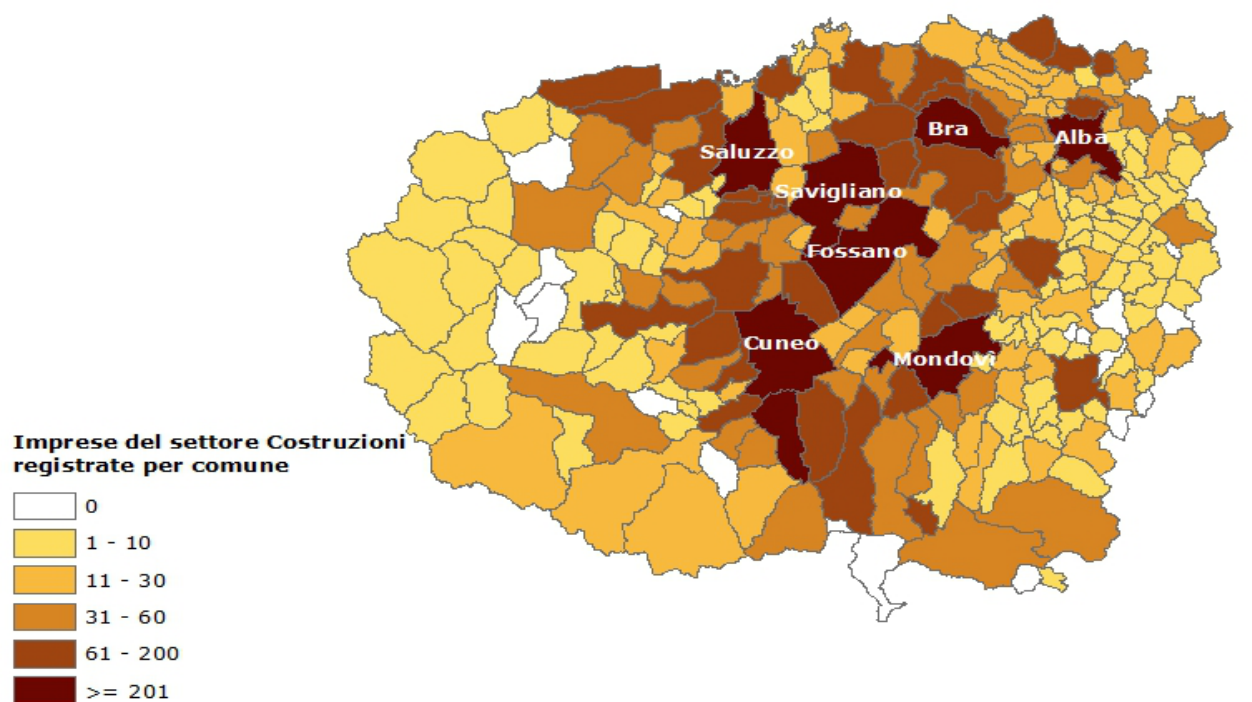 Bra
Alba
Saluzzo
Savigliano
Fossano
Cuneo
Mondovì
Imprese del settore Costruzioni
registrate per comune
0
1 - 10
11 - 30
31 - 60
61 - 200
>= 201